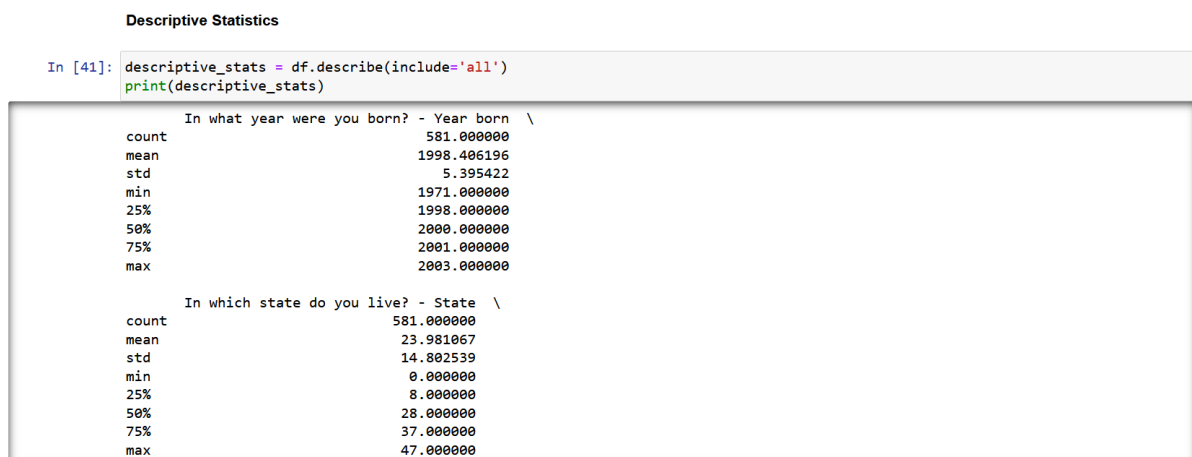 Descriptive Statistics
In [41]: descriptive_stats = df.describe(include='all')
print(descriptive_stats)
In what year were you born? - Year born \
count 581.000000
mean 1998.406196
std 5.395422
min 1971.000000
25% 1998.000000
50% 2000.000000
75% 2001.000000
max 2003.000000
In which state do you live? - State \
count 581.000000
mean 23.981067
std 14.802539
min 0.000000
25% 8.000000
50% 28.000000
75% 37.000000
max 47.000000